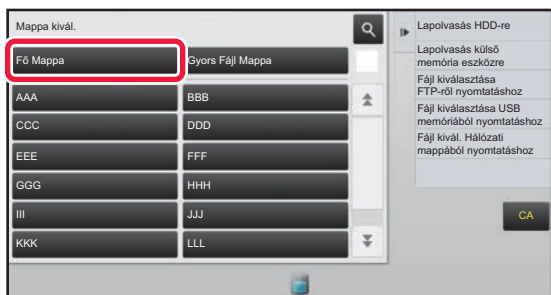 Mappa kivál.
Fő Mappa
Gyors Fájl Mappa
AAA
BBB
CCC
DDD
EEE
FFF
GGG
HHH
III
JJJ
KKK
LLL
Lapolvasás HDD-re
Lapolvasás külső
memória eszközre
Fájl kiválasztása
FTP-ről nyomtatáshoz
Fájl kiválasztása USB
memóriából nyomtatáshoz
Fájl kivál. Hálózati
mappából nyomtatáshoz
CA